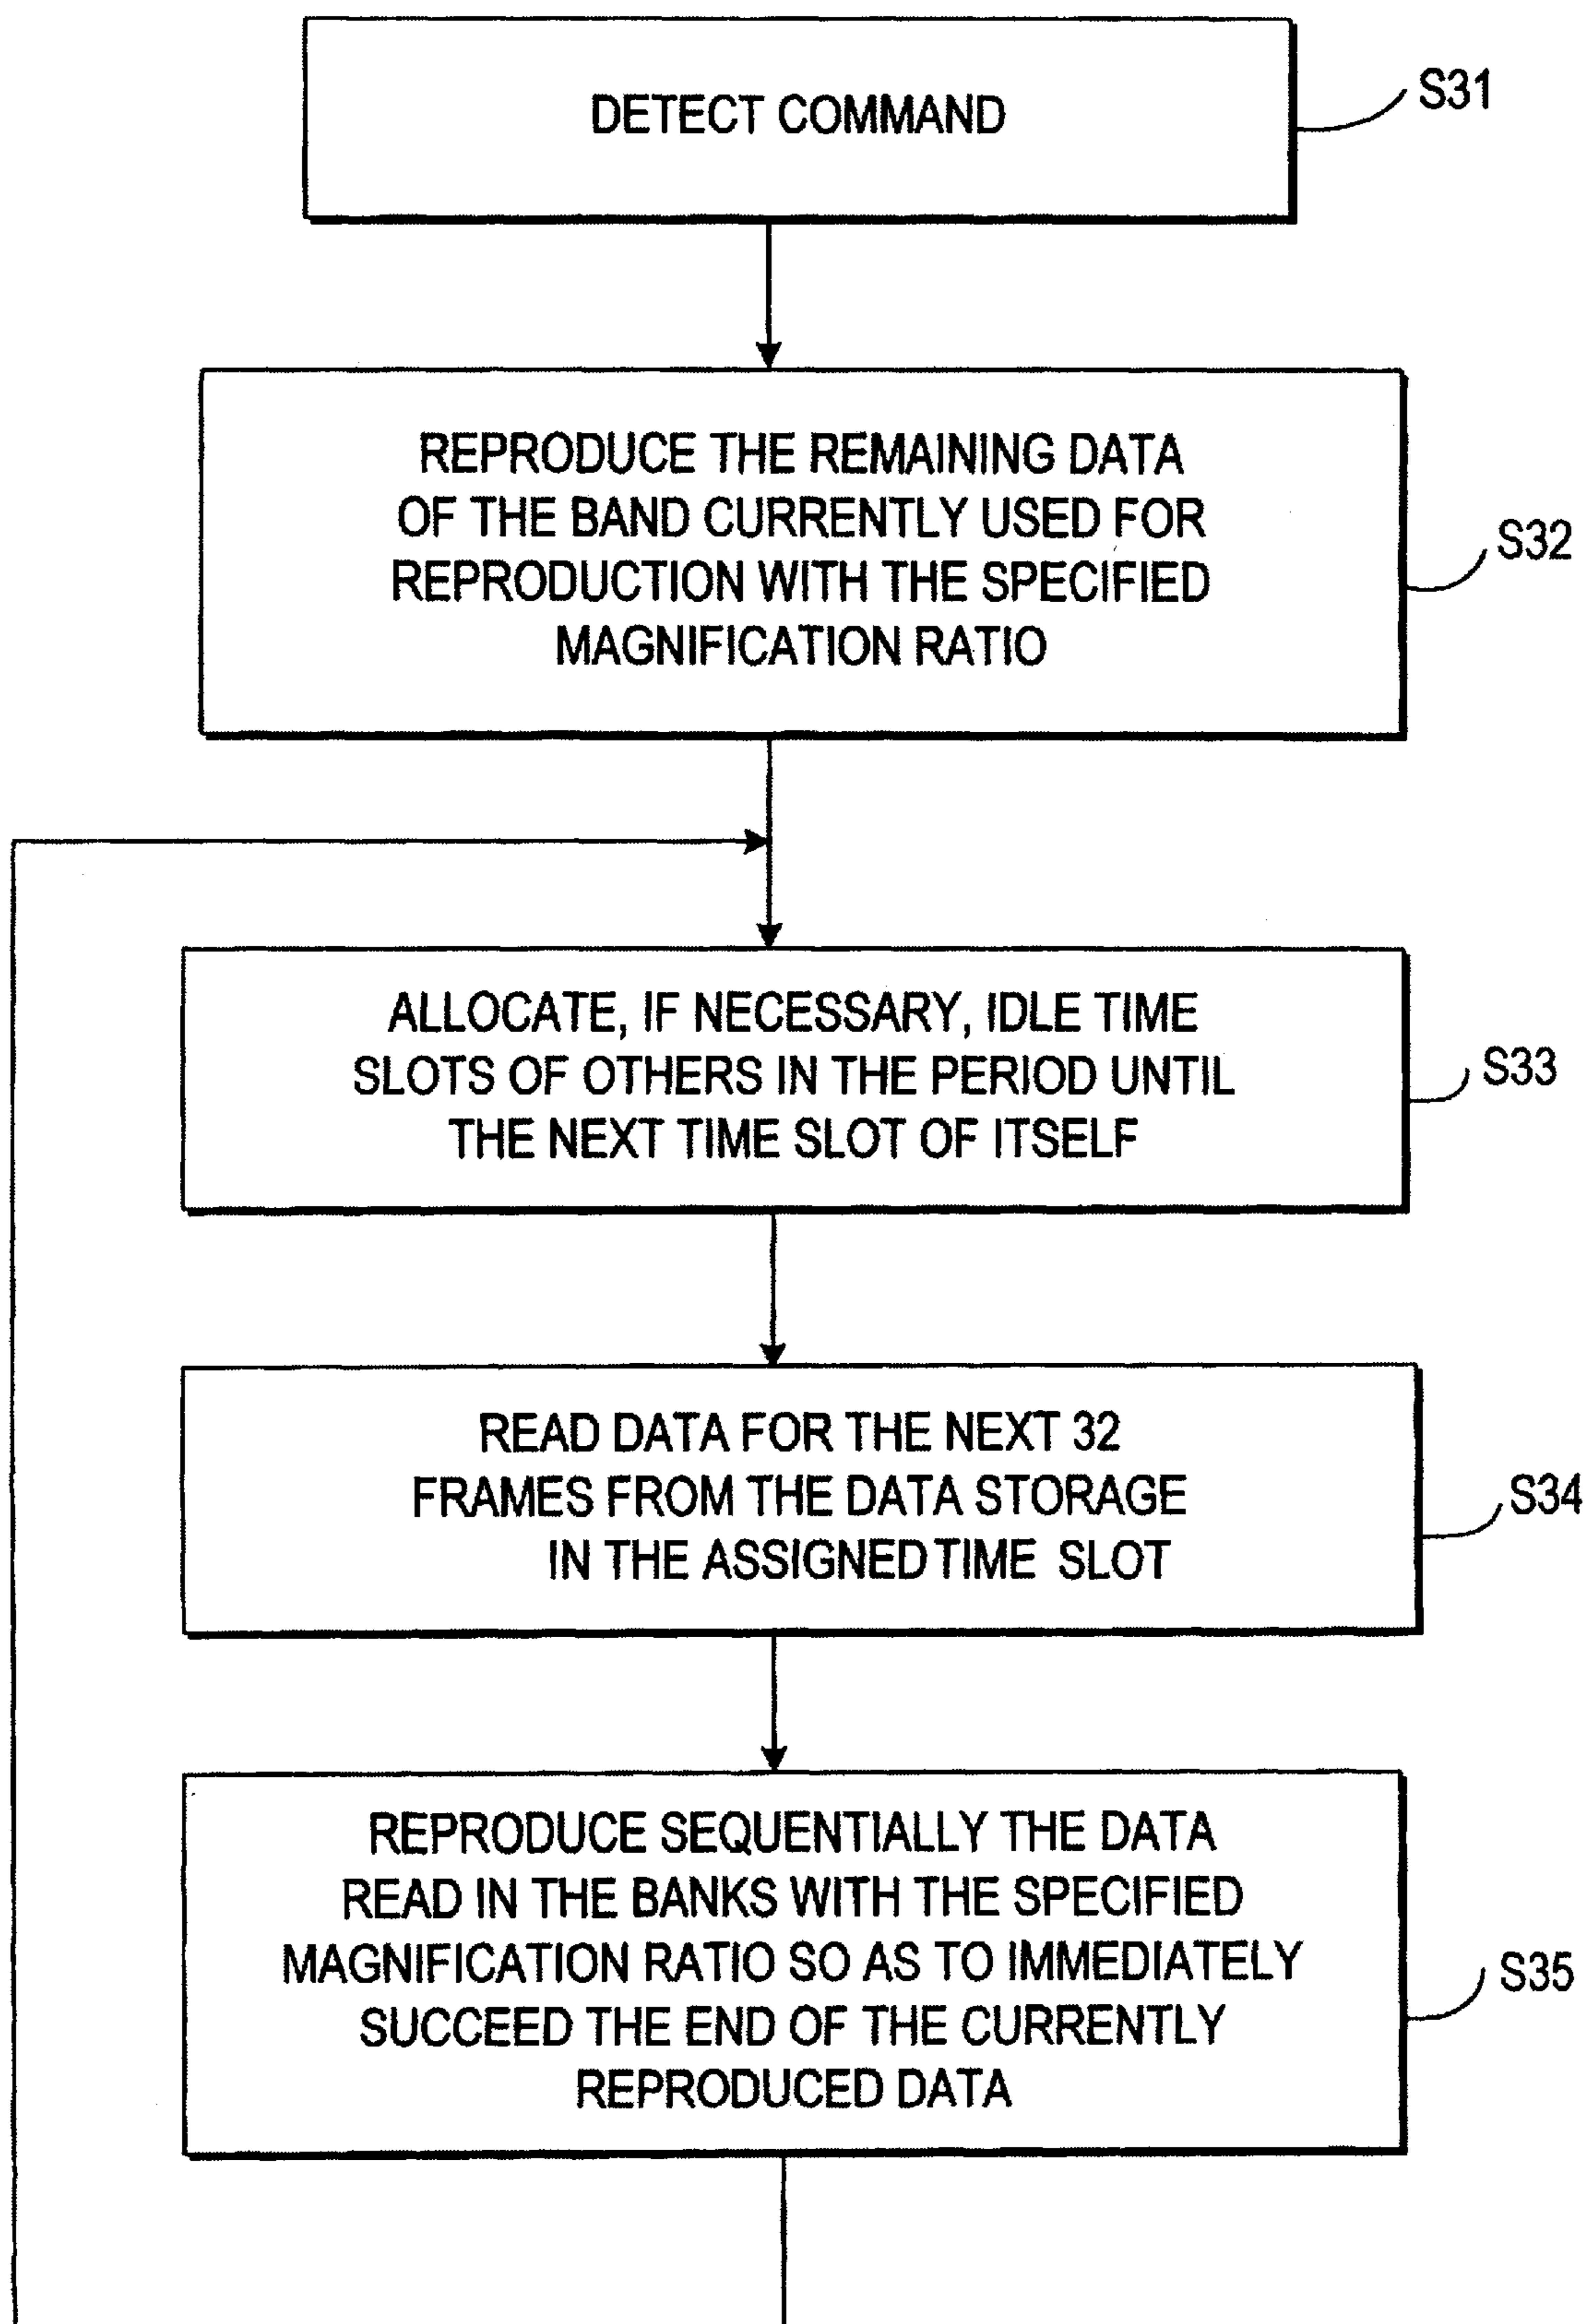 DETECT COMMAND
S31
REPRODUCE THE REMAINING DATA
OF THE BAND CURRENTLY USED FOR
REPRODUCTION WITH THE SPECIFIED
MAGNIFICATION RATIO
S32
ALLOCATE, IF NECESSARY, IDLE TIME
SLOTS OF OTHERS IN THE PERIOD UNTIL
THE NEXT TIME SLOT OF ITSELF
S33
READ DATA FOR THE NEXT 32
FRAMES FROM THE DATA STORAGE
IN THE ASSIGNED TIME SLOT
S34
REPRODUCE SEQUENTIALLY THE DATA
READ IN THE BANKS WITH THE SPECIFIED
MAGNIFICATION RATIO SO AS TO IMMEDIATELY
SUCCEED THE END OF THE CURRENTLY
REPRODUCED DATA
S35